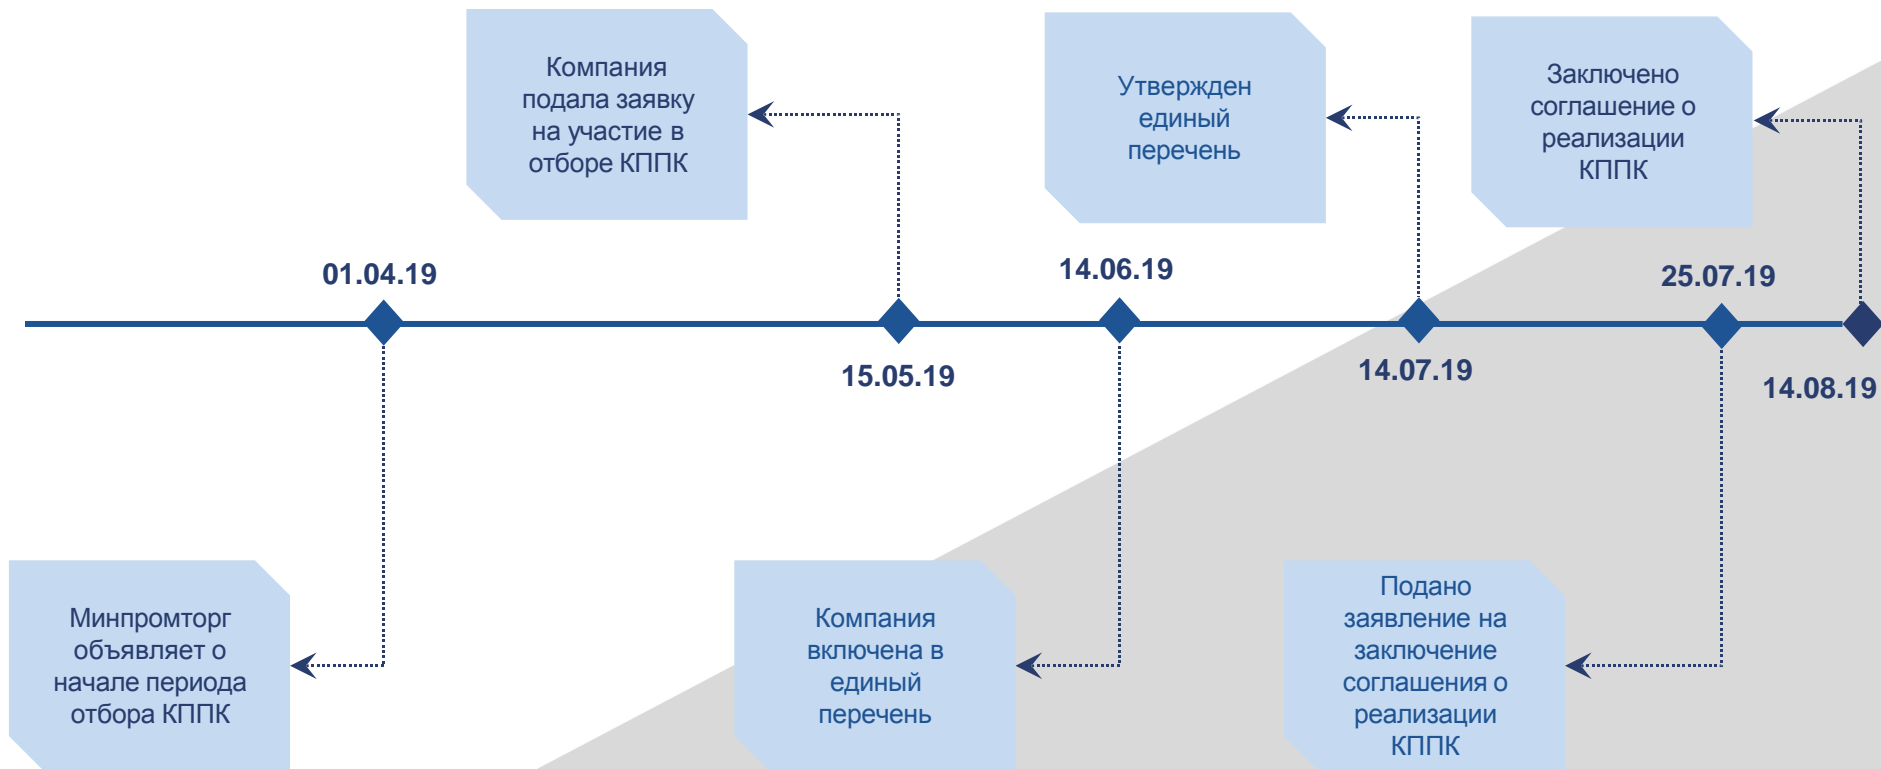 Компания
подала заявку
на участие в
отборе КППК
Утвержден
единый
перечень
Заключено
соглашение о
реализации
КППК
01.04.19
14.06.19
25.07.19
15.05.19
14.07.19
14.08.19
Минпромторг
объявляет о
начале периода
отбора КППК
Компания
включена в
единый
перечень
Подано
заявление на
заключение
соглашения о
реализации
КППК